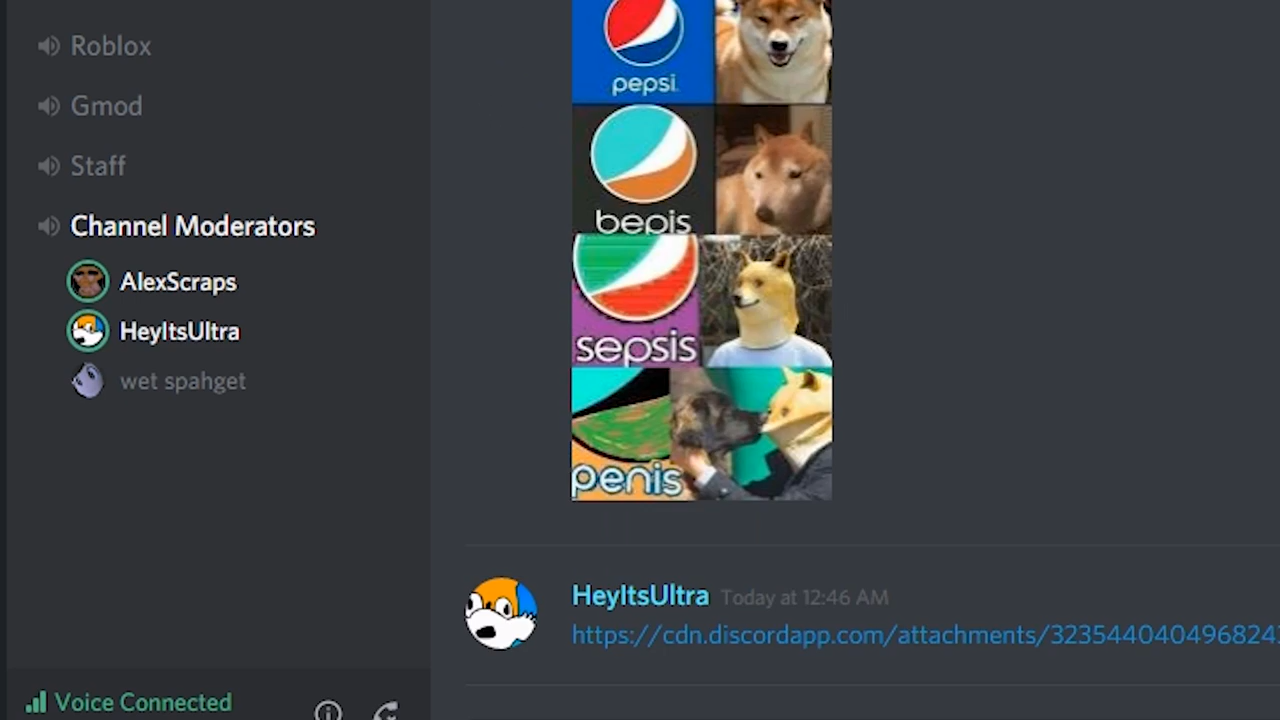 Roblox
Gmod
Staff
Channel Moderators
AlexScraps
HeyItsUltra
wet spahget
Voice Connected
pepsi
bepis
sepsis
penis
HeyItsUltra Today at 12:46 AM
https://cdn.discordapp.com/attachments/323544040496824